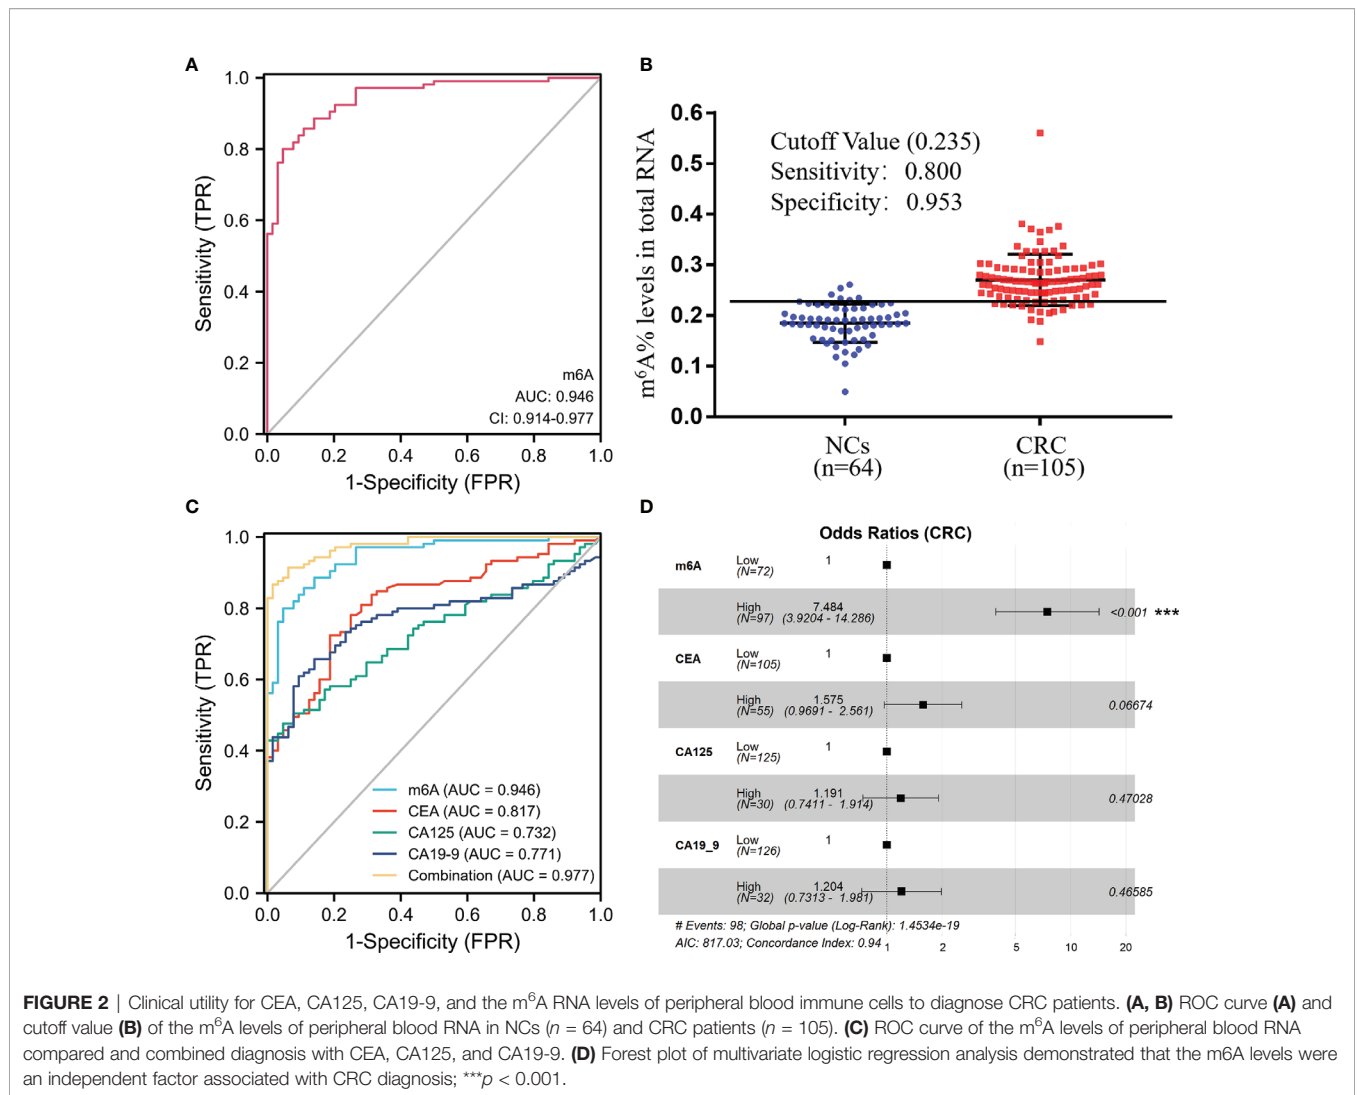 A
1.0
0.8
0.6
0.4
0.2
0.0
Sensitivity (TPR)
m6A
AUC: 0.946
CI: 0.914-0.977
0.0 0.2 0.4 0.6 0.8 1.0
1-Specificity (FPR)
B
0.6
0.5
0.4
0.3
0.2
0.1
0.0
m⁶A% levels in total RNA
Cutoff Value (0.235)
Sensitivity: 0.800
Specificity: 0.953
NCs CRC
(n=64) (n=105)
C
1.0
0.8
0.6
0.4
0.2
0.0
Sensitivity (TPR)
m6A (AUC = 0.946)
CEA (AUC = 0.817)
CA125 (AUC = 0.732)
CA19-9 (AUC = 0.771)
Combination (AUC = 0.977)
0.0 0.2 0.4 0.6 0.8 1.0
1-Specificity (FPR)
D
Odds Ratios (CRC)
m6A Low 1
(N=72)
High 7.484
(N=97) (3.9204 - 14.286) <0.001 ***
CEA Low 1
(N=105)
High 1.575
(N=55) (0.9691 - 2.561) 0.06674
CA125 Low 1
(N=125)
High 1.191
(N=30) (0.7411 - 1.914) 0.47028
CA19_9 Low 1
(N=126)
High 1.204
(N=32) (0.7313 - 1.981) 0.46585
# Events: 98; Global p-value (Log-Rank): 1.4534e-19
AIC: 817.03; Concordance Index: 0.94
1 2 5 10 20
FIGURE 2 | Clinical utility for CEA, CA125, CA19-9, and the m⁶A RNA levels of peripheral blood immune cells to diagnose CRC patients. (A, B) ROC curve (A) and
cutoff value (B) of the m⁶A levels of peripheral blood RNA in NCs (n = 64) and CRC patients (n = 105). (C) ROC curve of the m⁶A levels of peripheral blood RNA
compared and combined diagnosis with CEA, CA125, and CA19-9. (D) Forest plot of multivariate logistic regression analysis demonstrated that the m6A levels were
an independent factor associated with CRC diagnosis; ***p < 0.001.